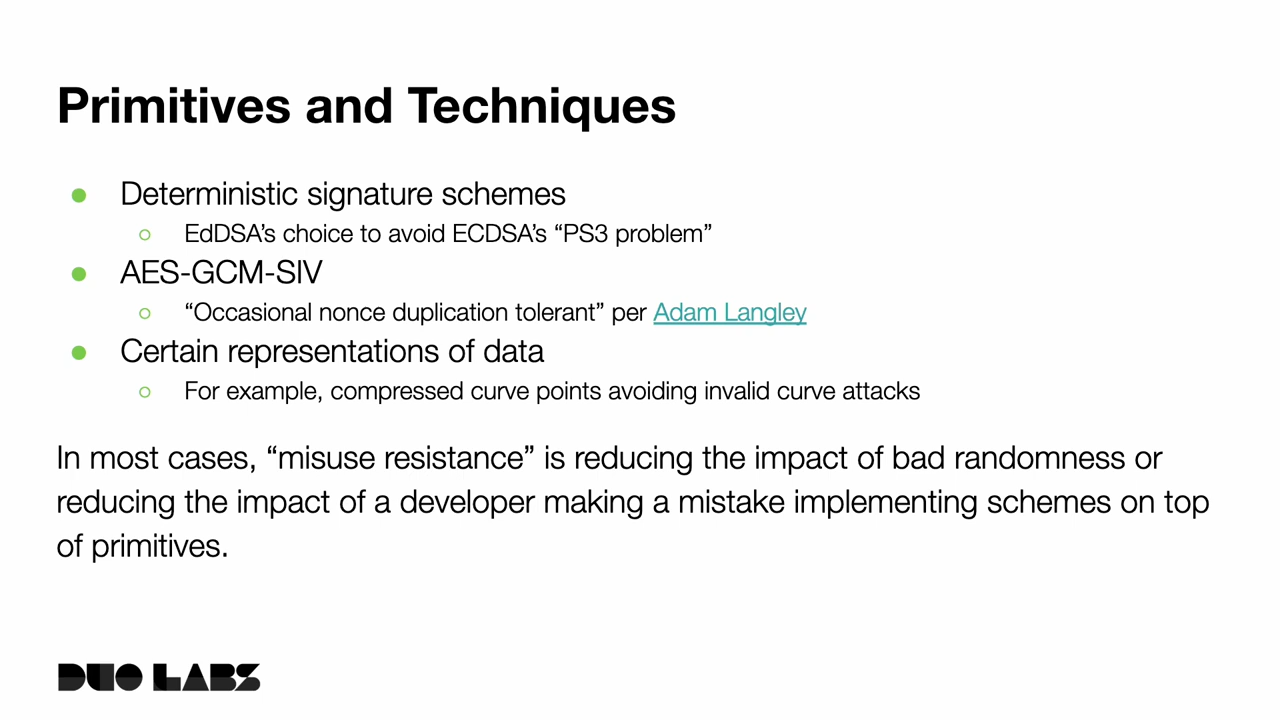 Primitives and Techniques
● Deterministic signature schemes
○ EdDSA’s choice to avoid ECDSA’s “PS3 problem”
● AES-GCM-SIV
○ “Occasional nonce duplication tolerant” per Adam Langley
● Certain representations of data
○ For example, compressed curve points avoiding invalid curve attacks
In most cases, “misuse resistance” is reducing the impact of bad randomness or
reducing the impact of a developer making a mistake implementing schemes on top
of primitives.
DUO LABS